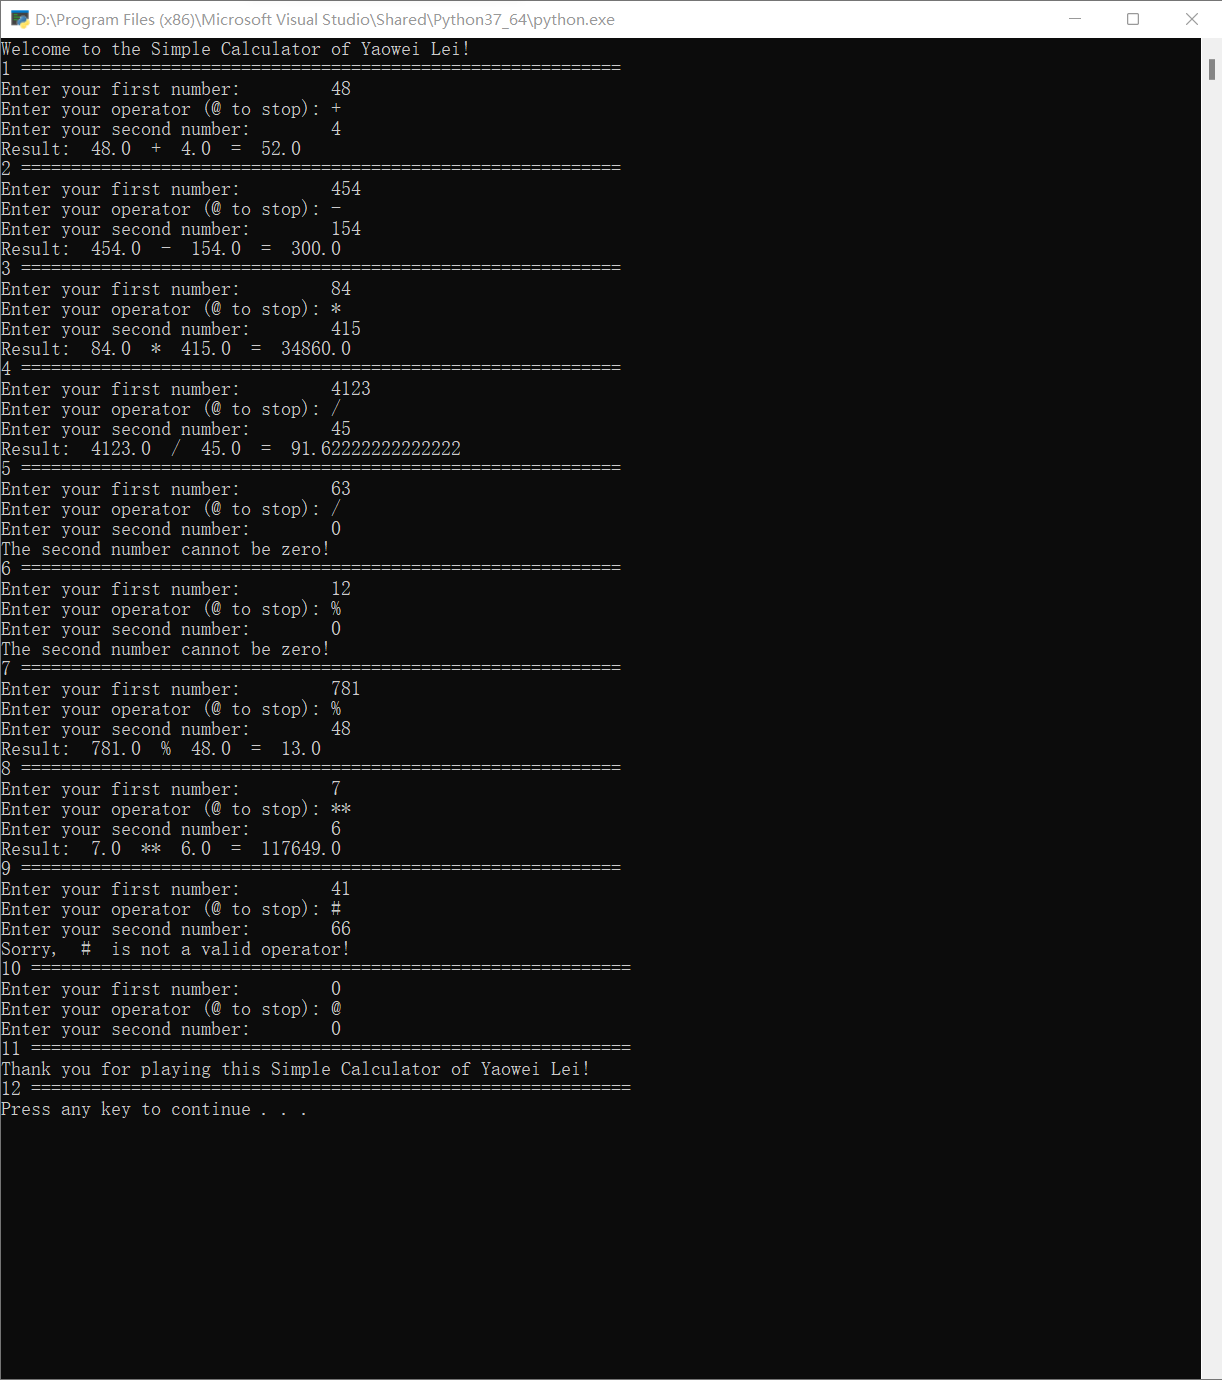 D:\Program Files (x86)\Microsoft Visual Studio\Shared\Python37_64\python.exe
Welcome to the Simple Calculator of Yaowei Lei!
1 ============================================================
Enter your first number:         48
Enter your operator (@ to stop): +
Enter your second number:        4
Result:  48.0  +  4.0  =  52.0
2 ============================================================
Enter your first number:         454
Enter your operator (@ to stop): -
Enter your second number:        154
Result:  454.0  -  154.0  =  300.0
3 ============================================================
Enter your first number:         84
Enter your operator (@ to stop): *
Enter your second number:        415
Result:  84.0  *  415.0  =  34860.0
4 ============================================================
Enter your first number:         4123
Enter your operator (@ to stop): /
Enter your second number:        45
Result:  4123.0  /  45.0  =  91.62222222222222
5 ============================================================
Enter your first number:         63
Enter your operator (@ to stop): /
Enter your second number:        0
The second number cannot be zero!
6 ============================================================
Enter your first number:         12
Enter your operator (@ to stop): %
Enter your second number:        0
The second number cannot be zero!
7 ============================================================
Enter your first number:         781
Enter your operator (@ to stop): %
Enter your second number:        48
Result:  781.0  %  48.0  =  13.0
8 ============================================================
Enter your first number:         7
Enter your operator (@ to stop): **
Enter your second number:        6
Result:  7.0  **  6.0  =  117649.0
9 ============================================================
Enter your first number:         41
Enter your operator (@ to stop): #
Enter your second number:        66
Sorry,  #  is not a valid operator!
10 ============================================================
Enter your first number:         0
Enter your operator (@ to stop): @
Enter your second number:        0
11 ============================================================
Thank you for playing this Simple Calculator of Yaowei Lei!
12 ============================================================
Press any key to continue . . .